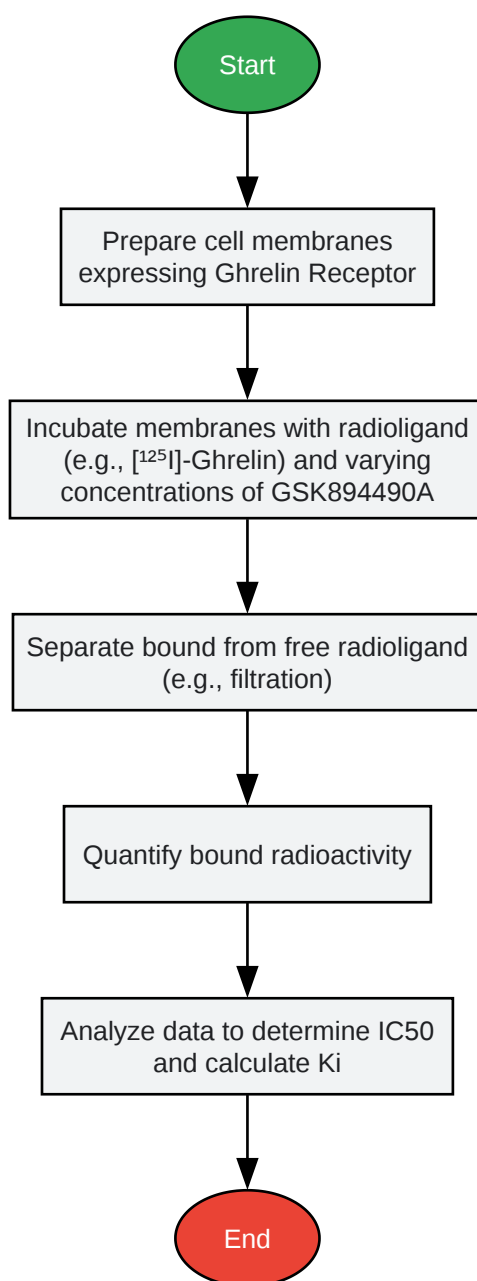 Start
Prepare cell membranes
expressing Ghrelin Receptor
Incubate membranes with radioligand
(e.g., [¹²⁵I]-Ghrelin) and varying
concentrations of GSK894490A
Separate bound from free radioligand
(e.g., filtration)
Quantify bound radioactivity
Analyze data to determine IC50
and calculate Ki
End